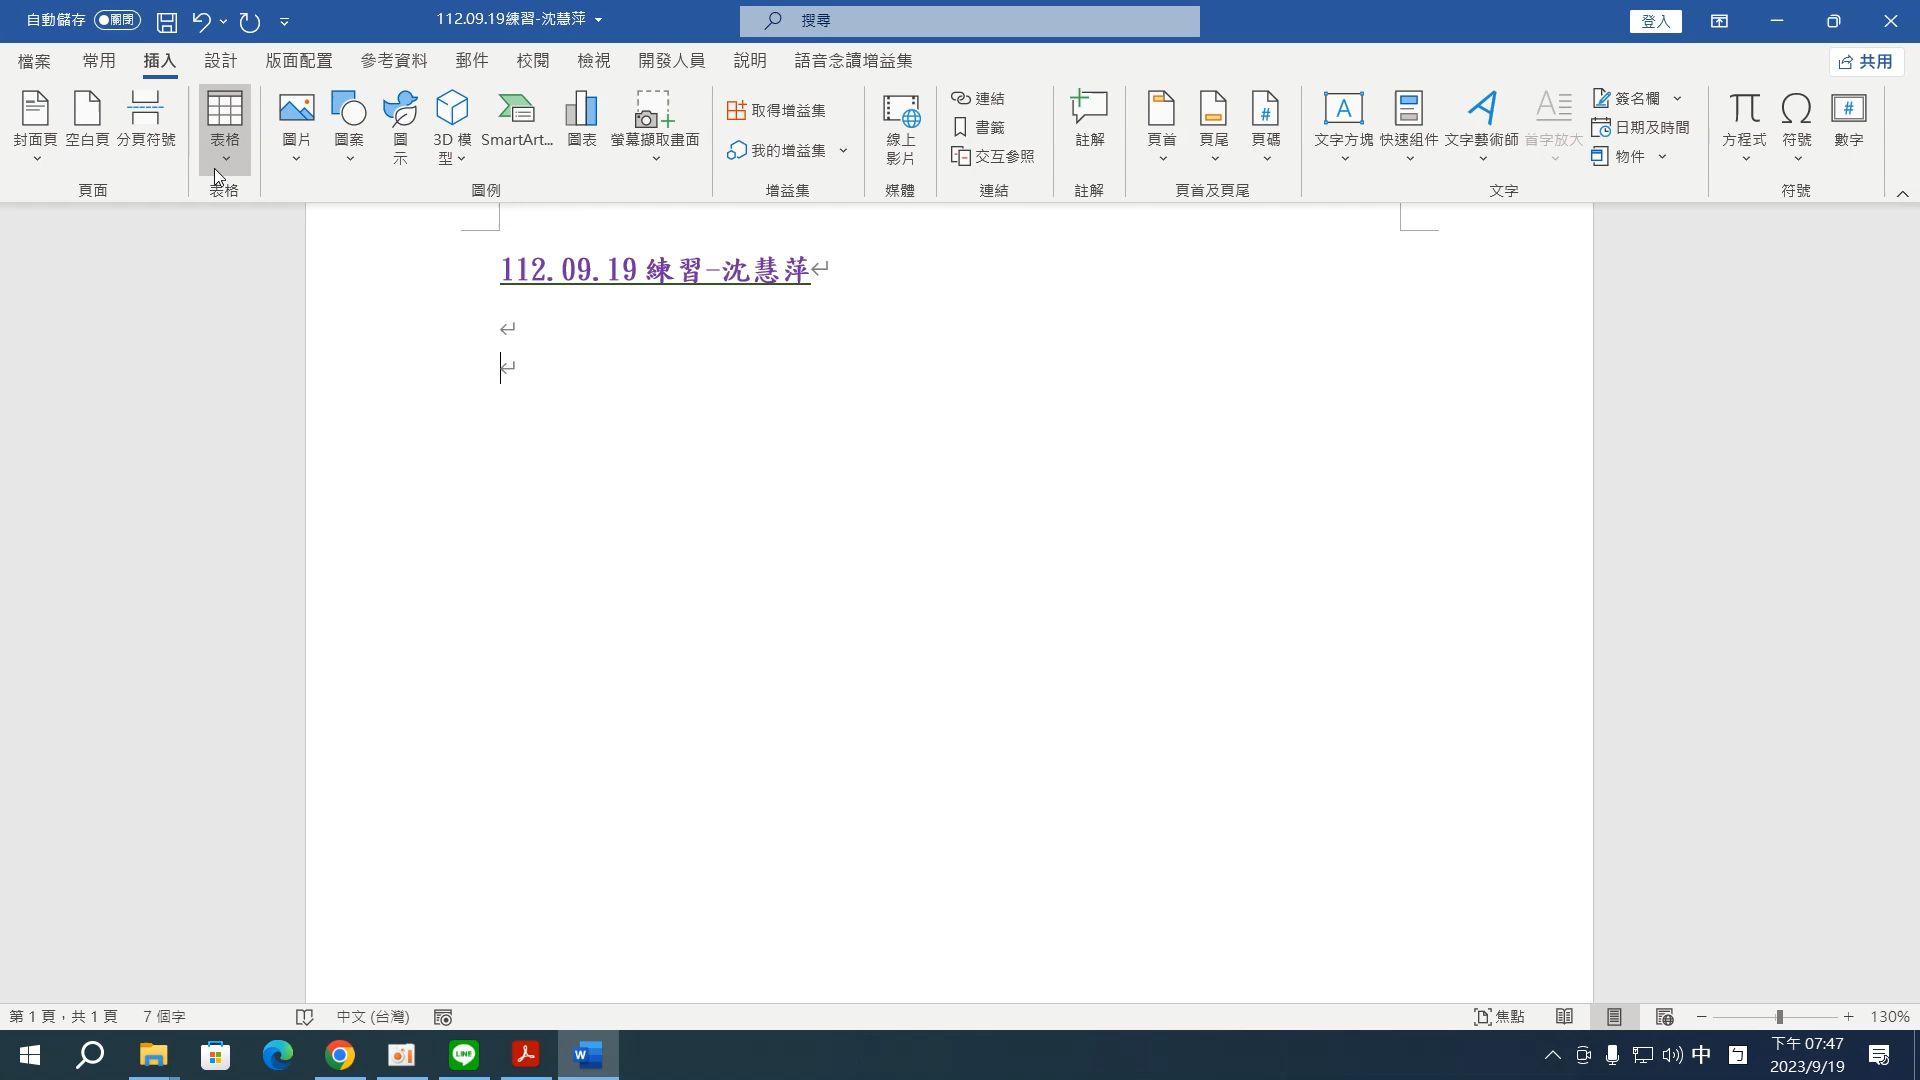 自動儲存 關閉
112.09.19練習-沈慧萍
搜尋
登入
檔案 常用 插入 設計 版面配置 參考資料 郵件 校閱 檢視 開發人員 說明 語音念讀增益集
共用
封面頁 空白頁 分頁符號
頁面
表格
表格
圖片 圖案 圖示 3D 模型 SmartArt... 圖表 螢幕擷取畫面
圖例
取得增益集
我的增益集
增益集
線上影片
媒體
連結
書籤
交互參照
連結
註解
註解
頁首 頁尾 頁碼
頁首及頁尾
文字方塊 快速組件 文字藝術師 首字放大
簽名欄
日期及時間
物件
文字
方程式 符號 數字
符號
112.09.19 練習-沈慧萍
第 1 頁，共 1 頁 7 個字 中文 (台灣)
焦點 130%
LINE
中
下午 07:47
2023/9/19